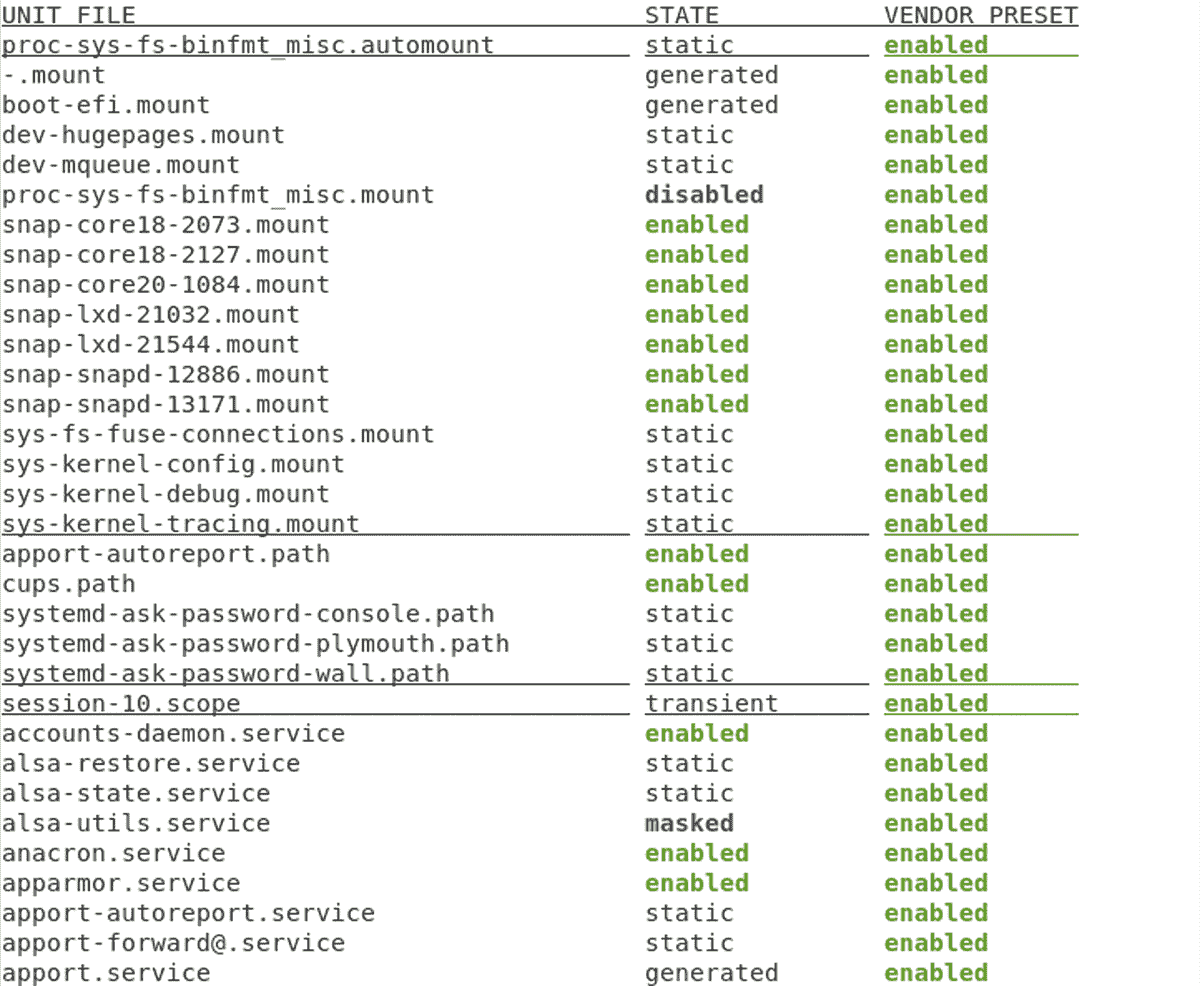 UNIT FILE STATE VENDOR PRESET
proc-sys-fs-binfmt_misc.automount static enabled
-.mount generated enabled
boot-efi.mount generated enabled
dev-hugepages.mount static enabled
dev-mqueue.mount static enabled
proc-sys-fs-binfmt_misc.mount disabled enabled
snap-core18-2073.mount enabled enabled
snap-core18-2127.mount enabled enabled
snap-core20-1084.mount enabled enabled
snap-lxd-21032.mount enabled enabled
snap-lxd-21544.mount enabled enabled
snap-snapd-12886.mount enabled enabled
snap-snapd-13171.mount enabled enabled
sys-fs-fuse-connections.mount static enabled
sys-kernel-config.mount static enabled
sys-kernel-debug.mount static enabled
sys-kernel-tracing.mount static enabled
apport-autoreport.path enabled enabled
cups.path enabled enabled
systemd-ask-password-console.path static enabled
systemd-ask-password-plymouth.path static enabled
systemd-ask-password-wall.path static enabled
session-10.scope transient enabled
accounts-daemon.service enabled enabled
alsa-restore.service static enabled
alsa-state.service static enabled
alsa-utils.service masked enabled
anacron.service enabled enabled
apparmor.service enabled enabled
apport-autoreport.service static enabled
apport-forward@.service static enabled
apport.service generated enabled